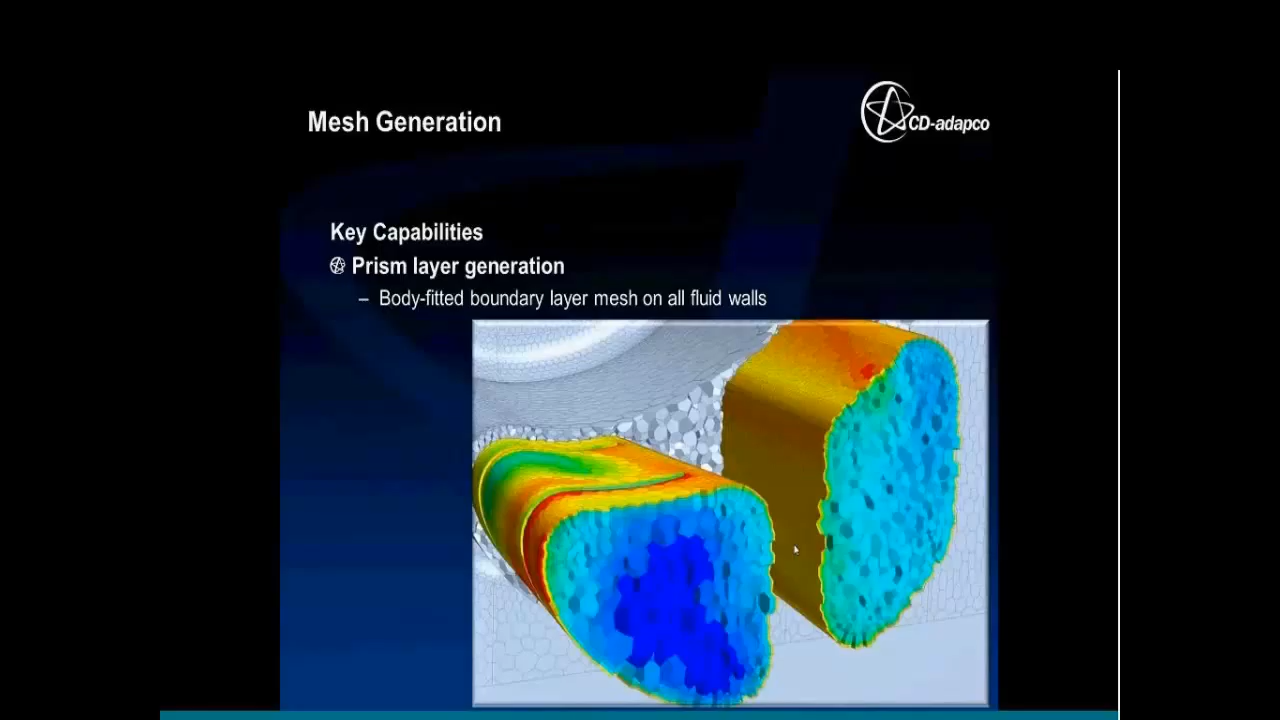 Mesh Generation
CD-adapco
Key Capabilities
Prism layer generation
– Body-fitted boundary layer mesh on all fluid walls